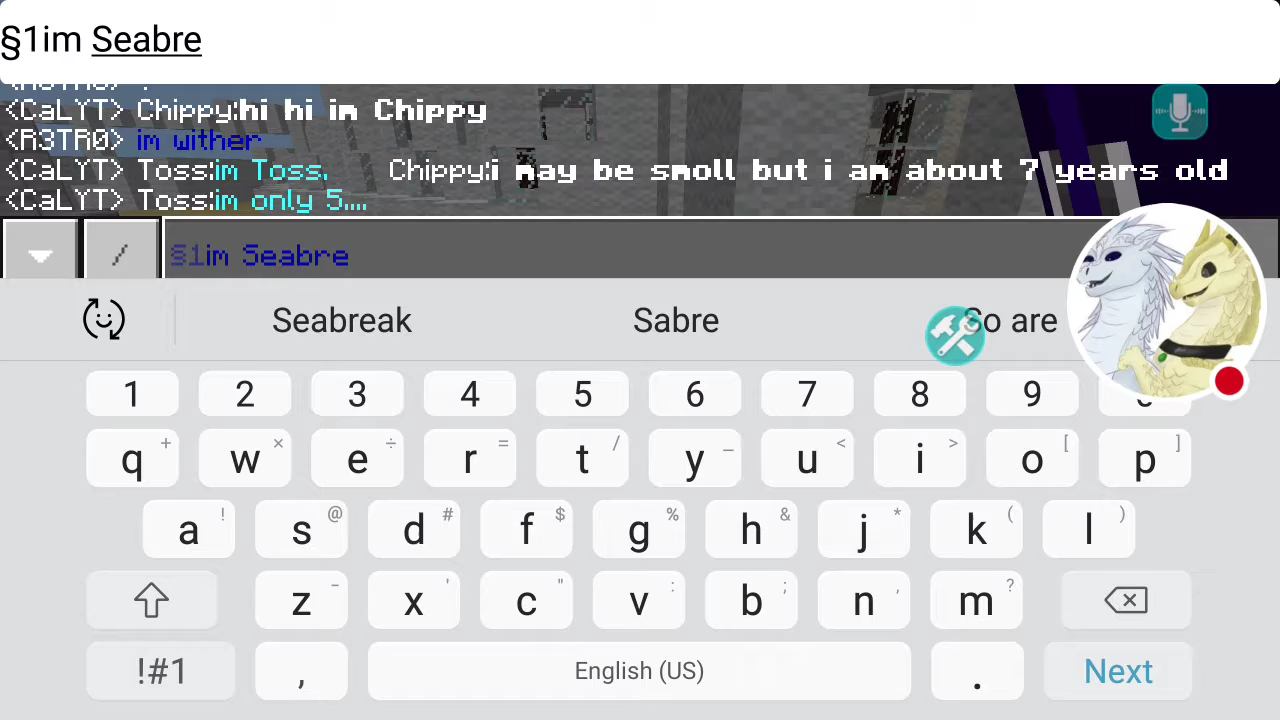 §1im Seabre
<CaLYT> Chippy:hi hi im Chippy
<R3TR0> im wither
<CaLYT> Toss:im Toss. Chippy:i may be smoll but i am about 7 years old
<CaLYT> Toss:im only 5....
/ §1im Seabre
Seabreak Sabre So are
1 2 3 4 5 6 7 8 9
q + w × e ÷ r = t / y _ u < i > o [ p ]
a ! s @ d # f $ g % h & j * k ( l )
z - x ' c " v : b ; n , m ?
!#1 , English (US) . Next